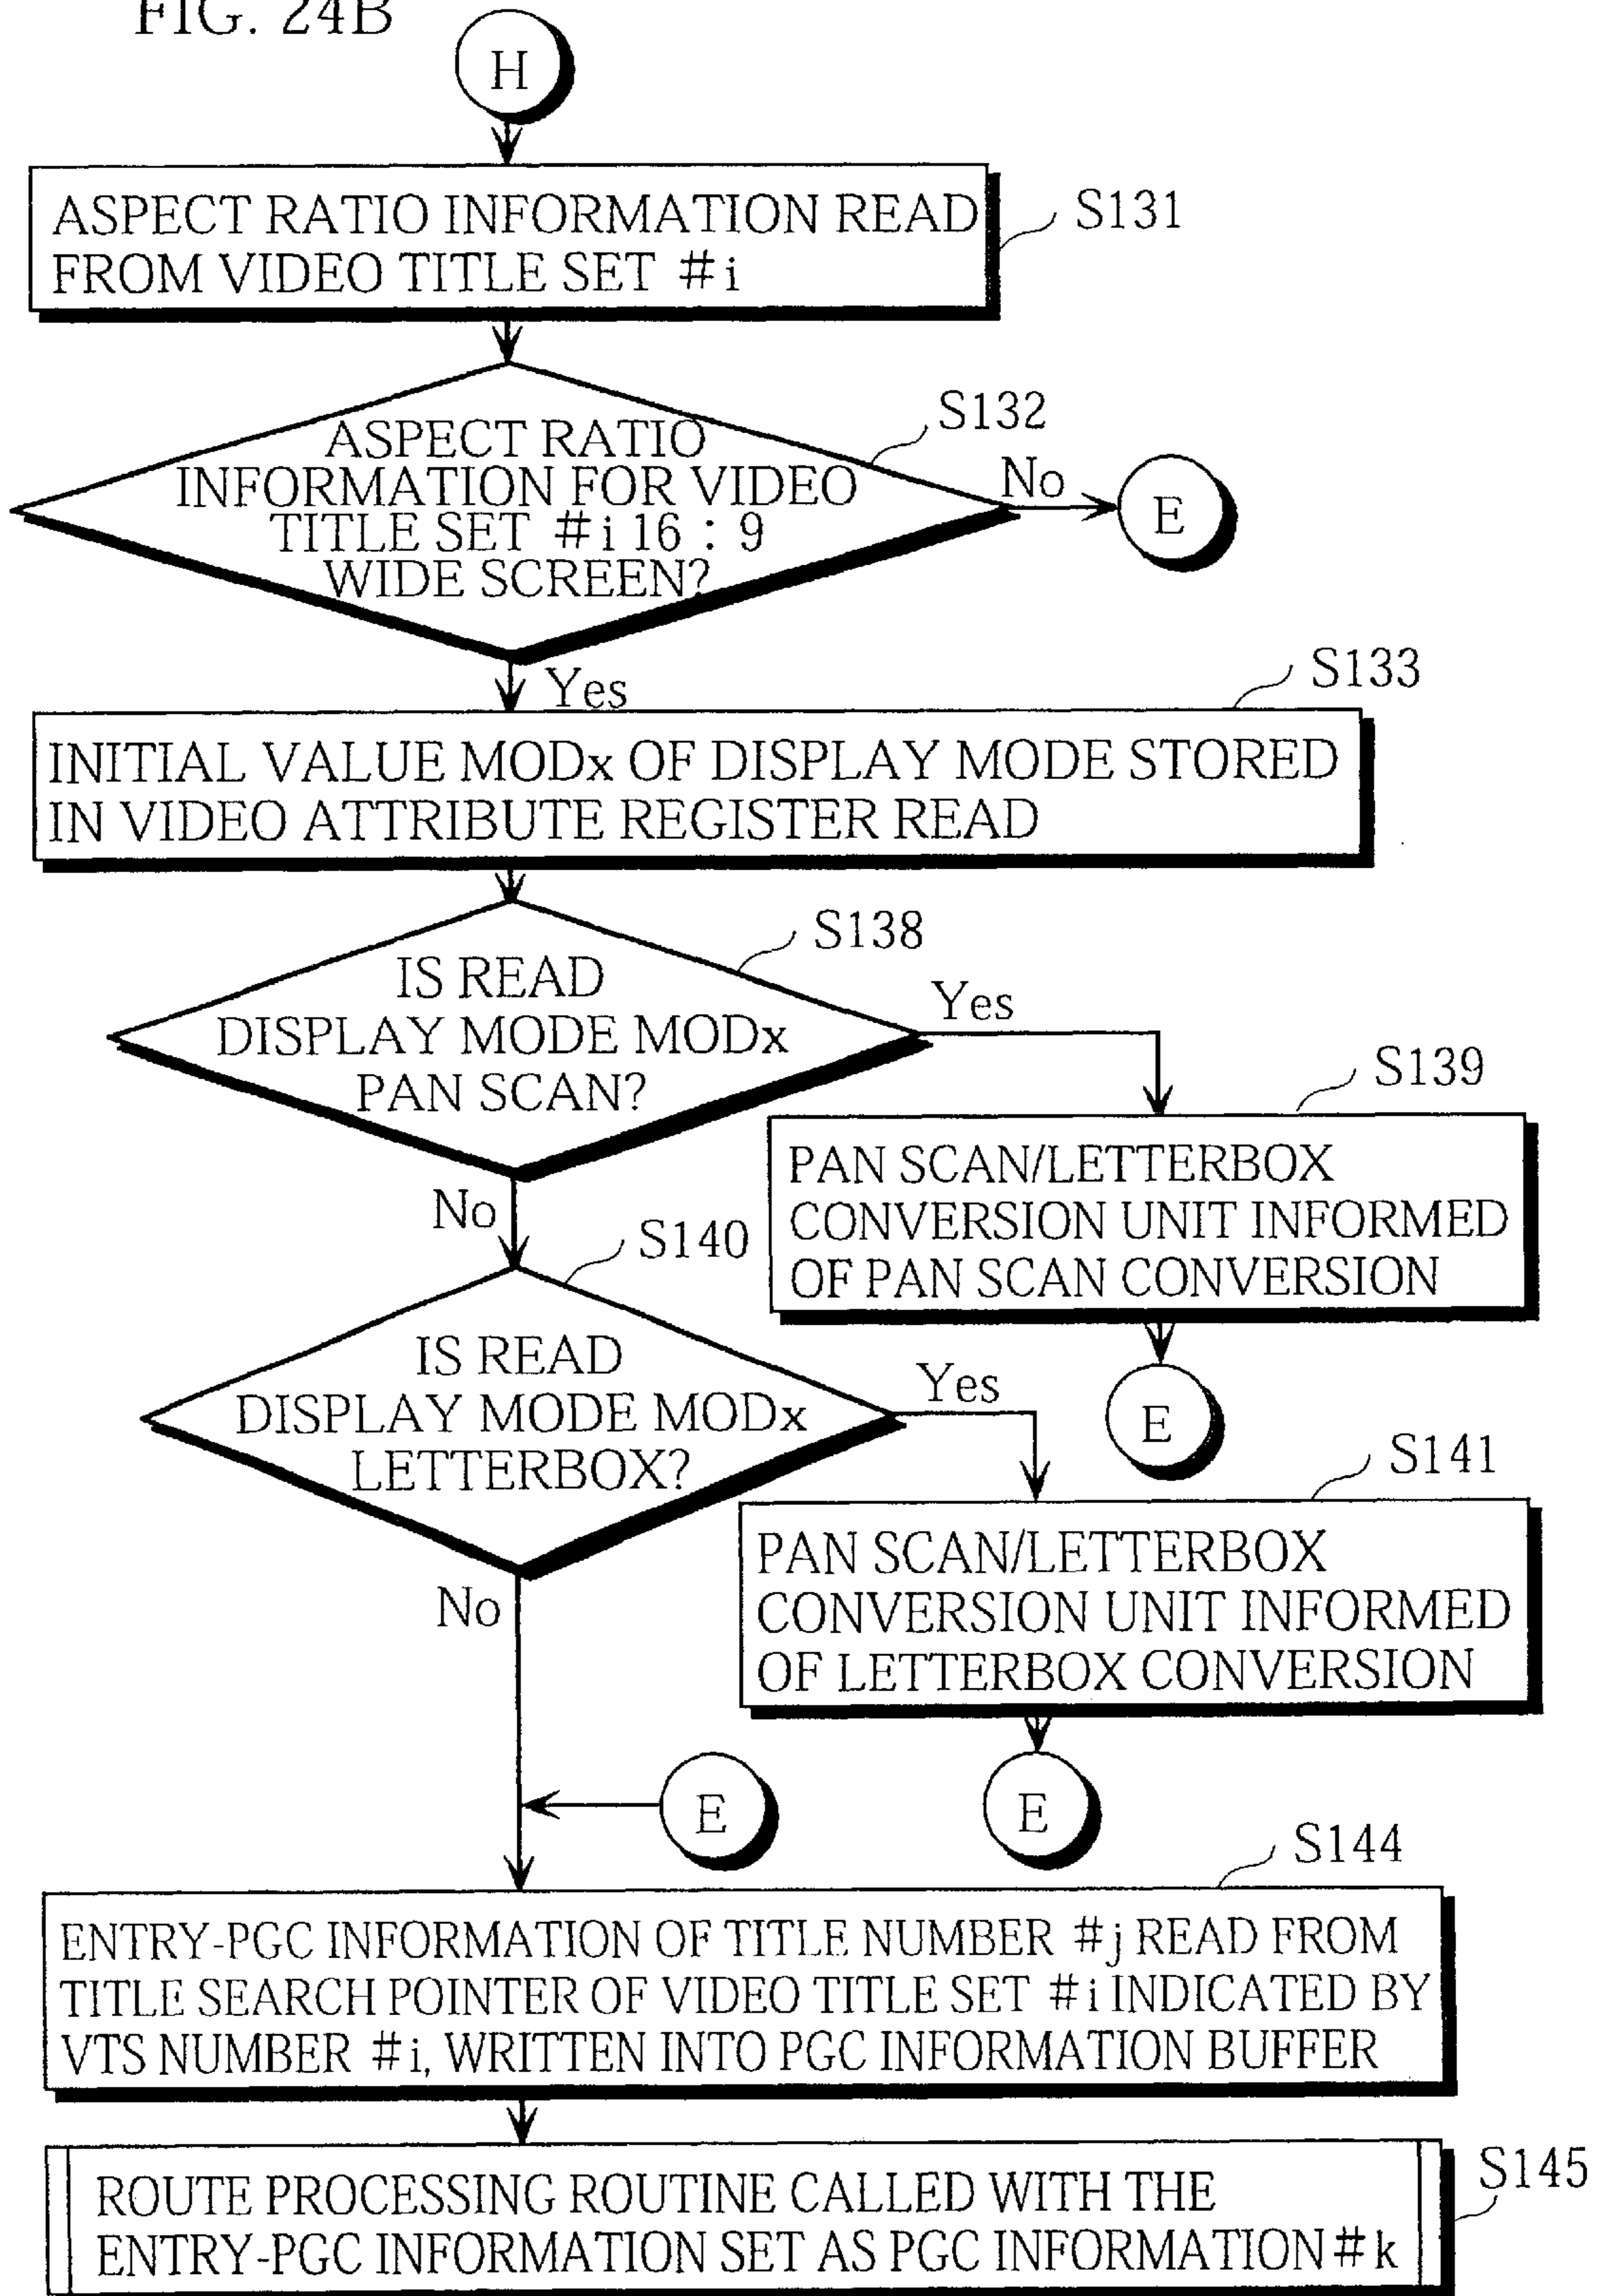 FIG. 24B
H
ASPECT RATIO INFORMATION READ
FROM VIDEO TITLE SET #i
S131
ASPECT RATIO
INFORMATION FOR VIDEO
TITLE SET #i 16 : 9
WIDE SCREEN?
S132
No
E
Yes
S133
INITIAL VALUE MODx OF DISPLAY MODE STORED
IN VIDEO ATTRIBUTE REGISTER READ
S138
IS READ
DISPLAY MODE MODx
PAN SCAN?
Yes
S139
PAN SCAN/LETTERBOX
CONVERSION UNIT INFORMED
OF PAN SCAN CONVERSION
E
No
S140
IS READ
DISPLAY MODE MODx
LETTERBOX?
Yes
S141
PAN SCAN/LETTERBOX
CONVERSION UNIT INFORMED
OF LETTERBOX CONVERSION
E
No
E
S144
ENTRY-PGC INFORMATION OF TITLE NUMBER #j READ FROM
TITLE SEARCH POINTER OF VIDEO TITLE SET #i INDICATED BY
VTS NUMBER #i, WRITTEN INTO PGC INFORMATION BUFFER
S145
ROUTE PROCESSING ROUTINE CALLED WITH THE
ENTRY-PGC INFORMATION SET AS PGC INFORMATION #k